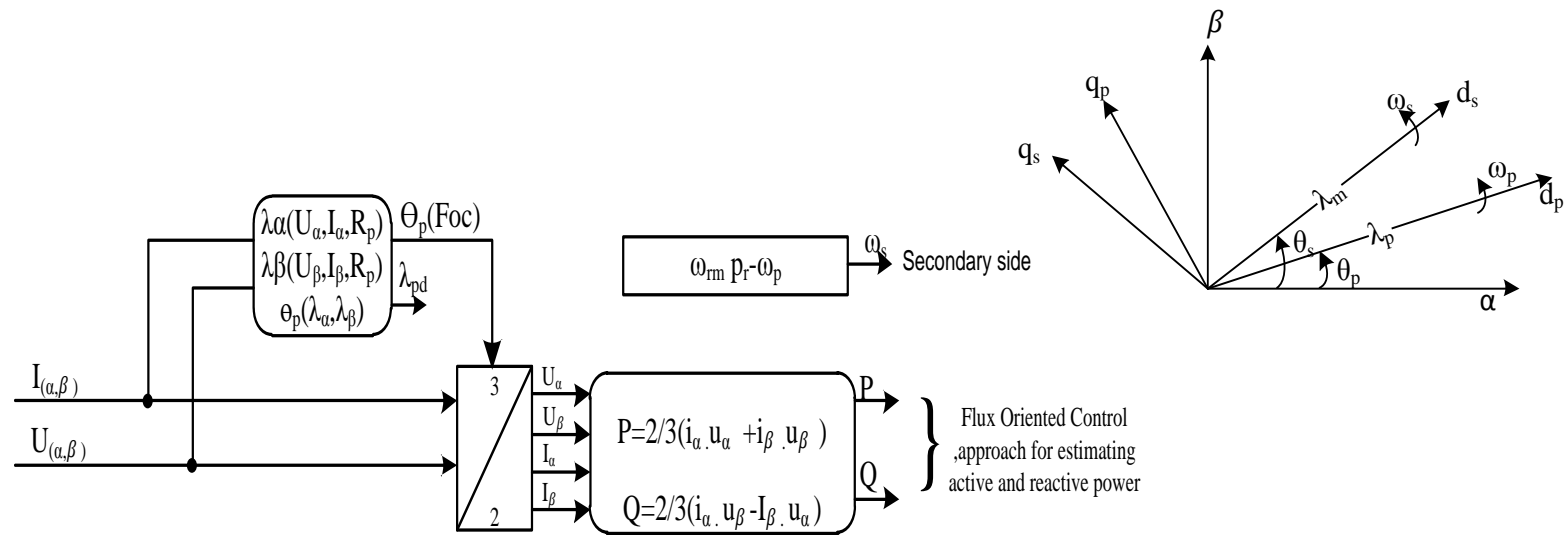 β
q_p
q_s
ω_s
d_s
λ_m
ω_p
d_p
λ_p
θ_s
θ_p
α
λα(U_α,I_α,R_p)
λβ(U_β,I_β,R_p)
ɵ_p(λ_α,λ_β)
Ө_p(Foc)
λ_pd
ω_rm p_r-ω_p
ω_s
Secondary side
I_(α,β)
U_(α,β)
3
2
U_α
U_β
I_α
I_β
P=2/3(i_α.u_α +i_β.u_β )
Q=2/3(i_α. u_β-I_β. u_α)
P
Q
Flux Oriented Control
,approach for estimating
active and reactive power